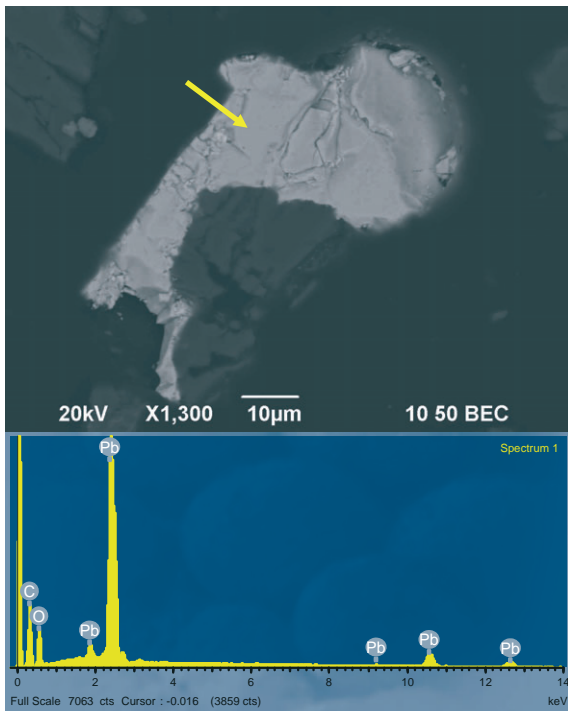 20kV X1,300 10µm 10 50 BEC
Spectrum 1
Pb
C
O
Pb
Pb
Pb
Pb
0 2 4 6 8 10 12 14
Full Scale 7063 cts Cursor : -0.016 (3859 cts) keV